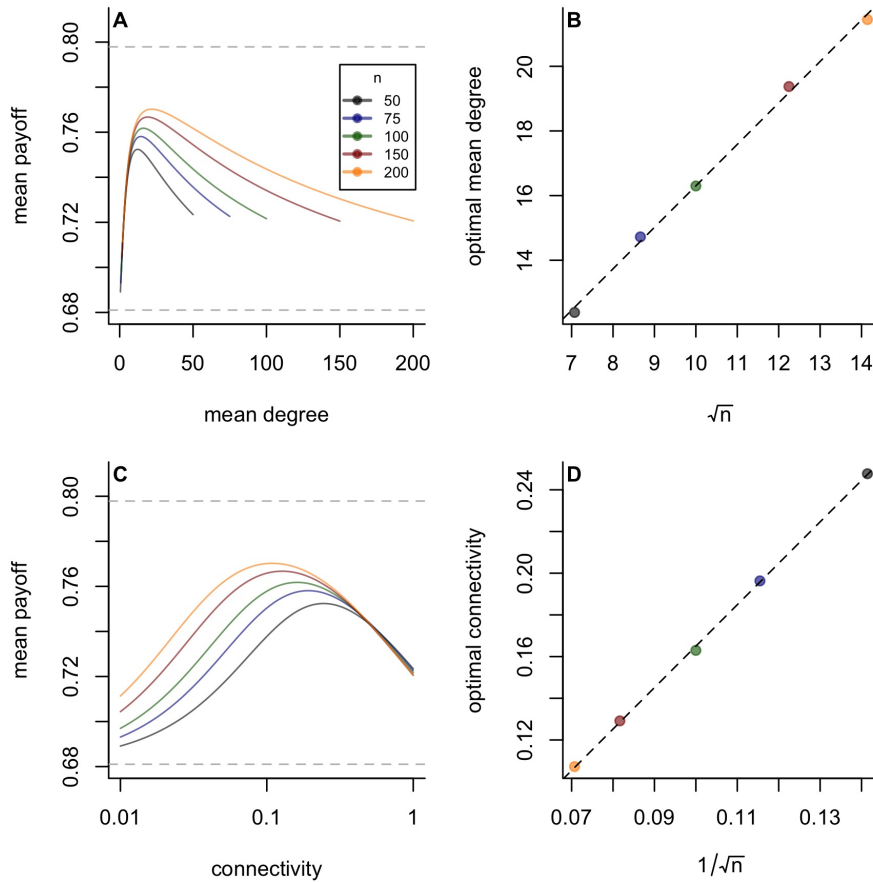 A
mean payoff
0.80
0.76
0.72
0.68
n
50
75
100
150
200
0 50 100 150 200
mean degree
B
optimal mean degree
20
18
16
14
7 8 9 10 11 12 13 14
√n
C
mean payoff
0.80
0.76
0.72
0.68
0.01 0.1 1
connectivity
D
optimal connectivity
0.24
0.20
0.16
0.12
0.07 0.09 0.11 0.13
1/√n